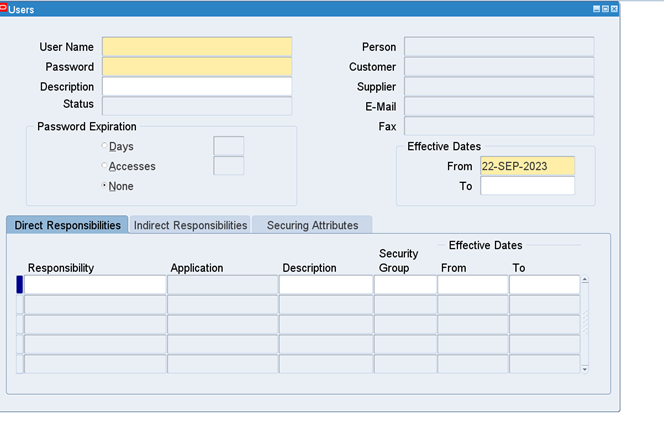 Users
User Name
Person
Password
Customer
Description
Supplier
Status
E-Mail
Fax
Password Expiration
Days
Accesses
None
Effective Dates
From 22-SEP-2023
To
Direct Responsibilities Indirect Responsibilities Securing Attributes
Effective Dates
Responsibility Application Description Security Group From To